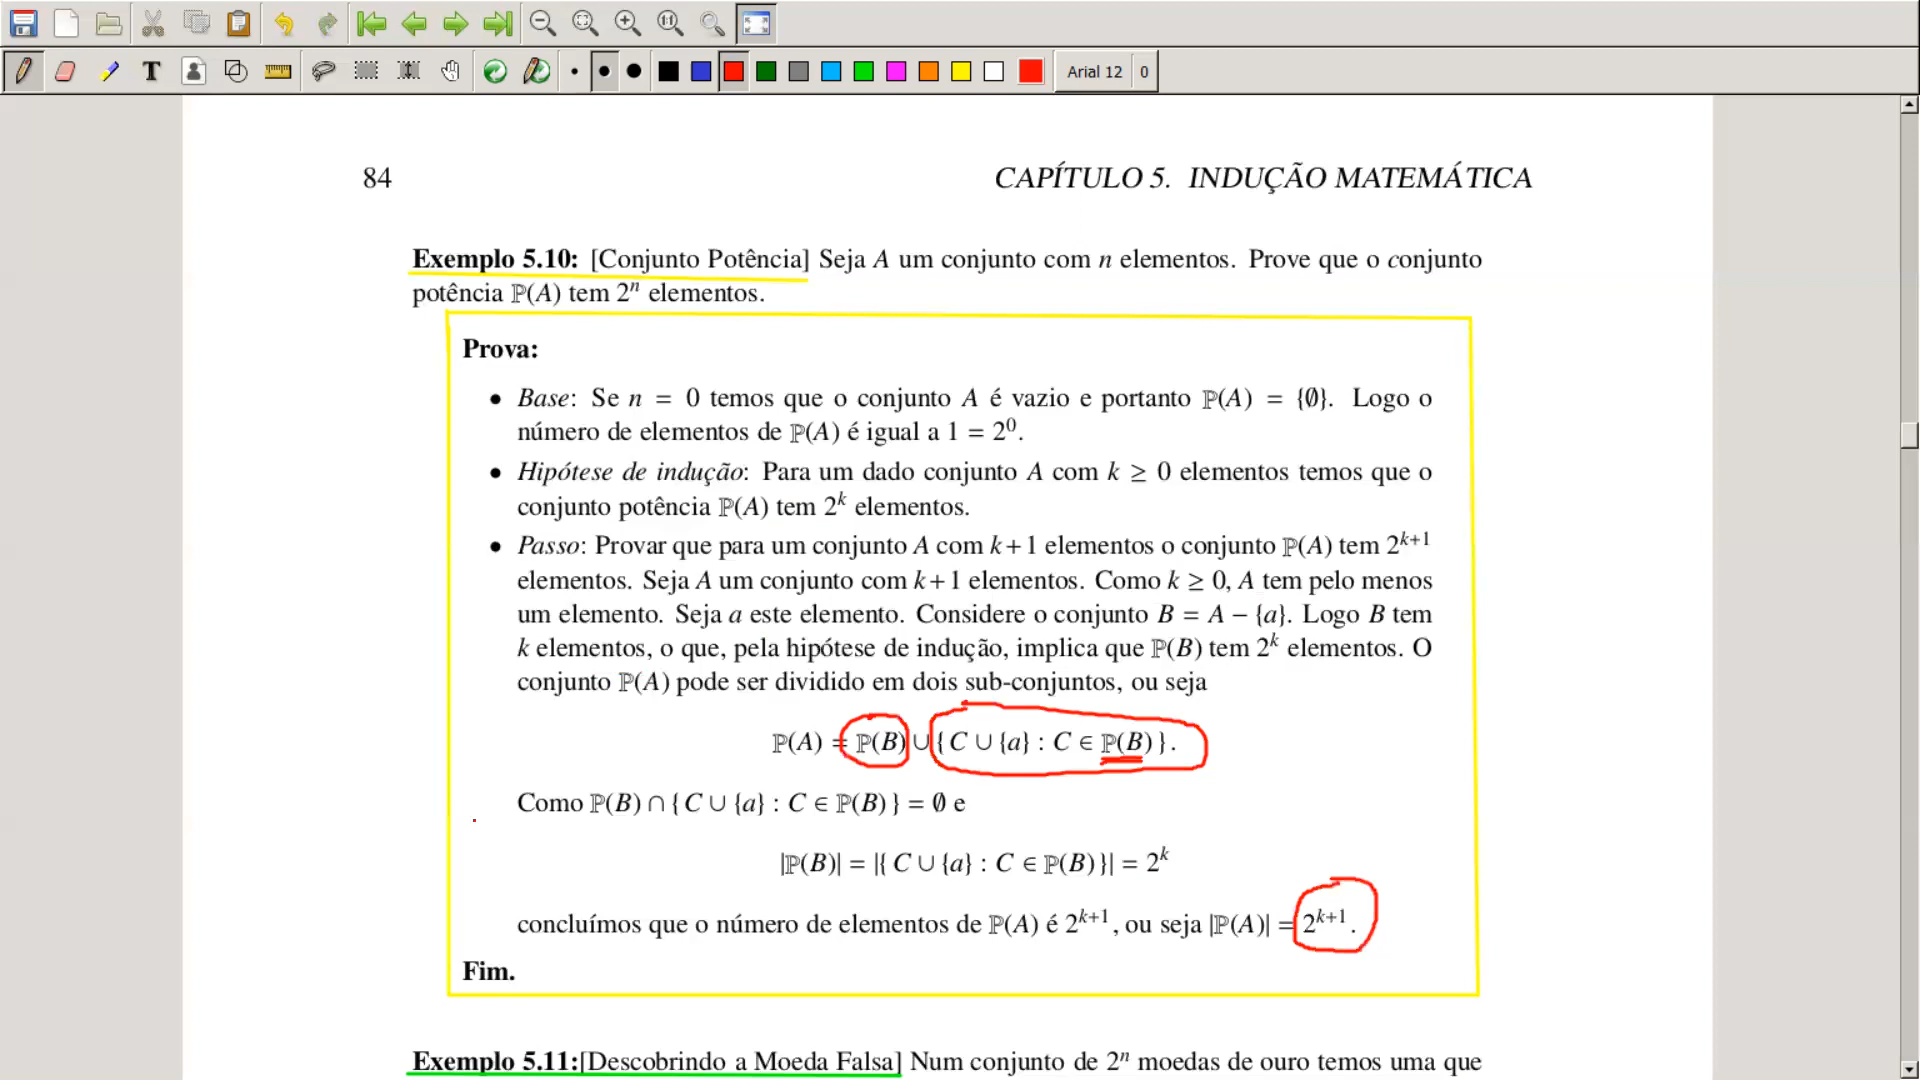 Arial 12 0
84 CAPÍTULO 5. INDUÇÃO MATEMÁTICA
Exemplo 5.10: [Conjunto Potência] Seja A um conjunto com n elementos. Prove que o conjunto
potência ℙ(A) tem 2ⁿ elementos.
Prova:
• Base: Se n = 0 temos que o conjunto A é vazio e portanto ℙ(A) = {∅}. Logo o
número de elementos de ℙ(A) é igual a 1 = 2⁰.
• Hipótese de indução: Para um dado conjunto A com k ≥ 0 elementos temos que o
conjunto potência ℙ(A) tem 2ᵏ elementos.
• Passo: Provar que para um conjunto A com k+1 elementos o conjunto ℙ(A) tem 2ᵏ⁺¹
elementos. Seja A um conjunto com k+1 elementos. Como k ≥ 0, A tem pelo menos
um elemento. Seja a este elemento. Considere o conjunto B = A − {a}. Logo B tem
k elementos, o que, pela hipótese de indução, implica que ℙ(B) tem 2ᵏ elementos. O
conjunto ℙ(A) pode ser dividido em dois sub-conjuntos, ou seja
ℙ(A) = ℙ(B) ∪ { C ∪ {a} : C ∈ ℙ(B) }.
Como ℙ(B) ∩ { C ∪ {a} : C ∈ ℙ(B) } = ∅ e
|ℙ(B)| = |{ C ∪ {a} : C ∈ ℙ(B) }| = 2ᵏ
concluímos que o número de elementos de ℙ(A) é 2ᵏ⁺¹, ou seja |ℙ(A)| = 2ᵏ⁺¹.
Fim.
Exemplo 5.11:[Descobrindo a Moeda Falsa] Num conjunto de 2ⁿ moedas de ouro temos uma que